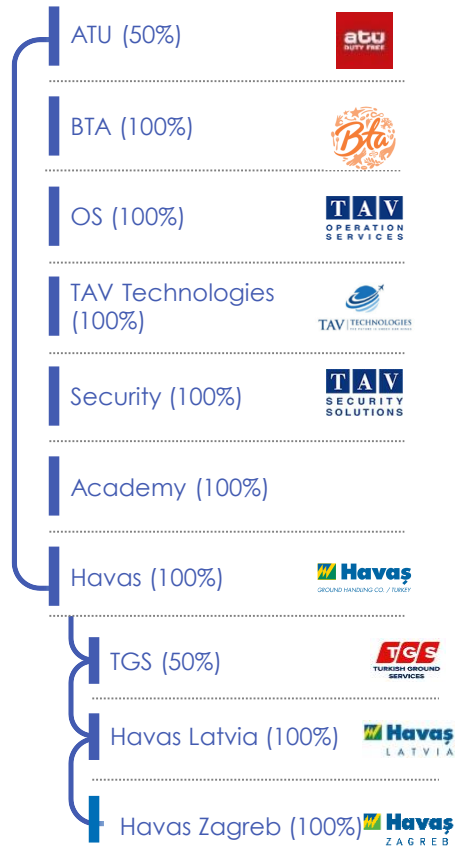 ATU (50%)
atü
DUTY FREE
BTA (100%)
Bta
OS (100%)
TAV
OPERATION
SERVICES
TAV Technologies
(100%)
TAV TECHNOLOGIES
Security (100%)
TAV
SECURITY
SOLUTIONS
Academy (100%)
Havas (100%)
Havaş
GROUND HANDLING CO. / TURKEY
TGS (50%)
TGS
TURKISH GROUND
SERVICES
Havas Latvia (100%)
Havaş
LATVIA
Havas Zagreb (100%)
Havaş
ZAGREB